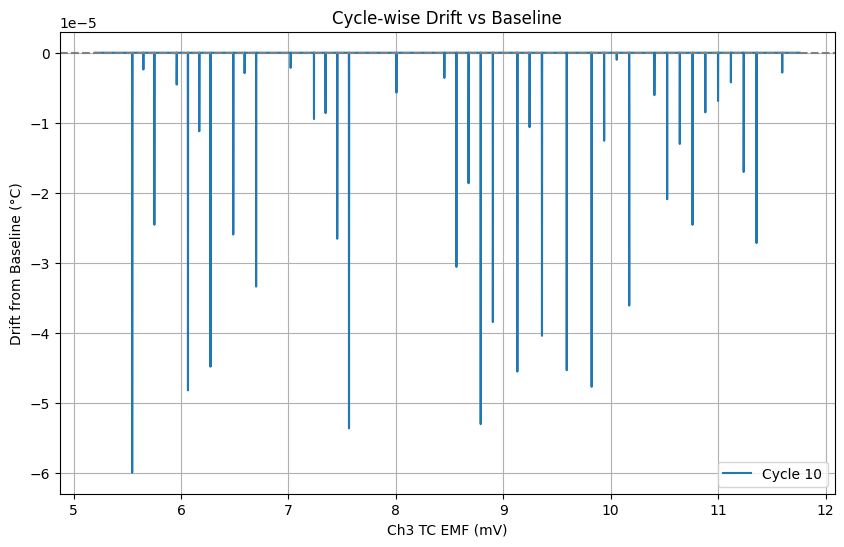 Cycle-wise Drift vs Baseline
1e−5
0
−1
−2
−3
−4
−5
−6
Drift from Baseline (°C)
5 6 7 8 9 10 11 12
Ch3 TC EMF (mV)
Cycle 10